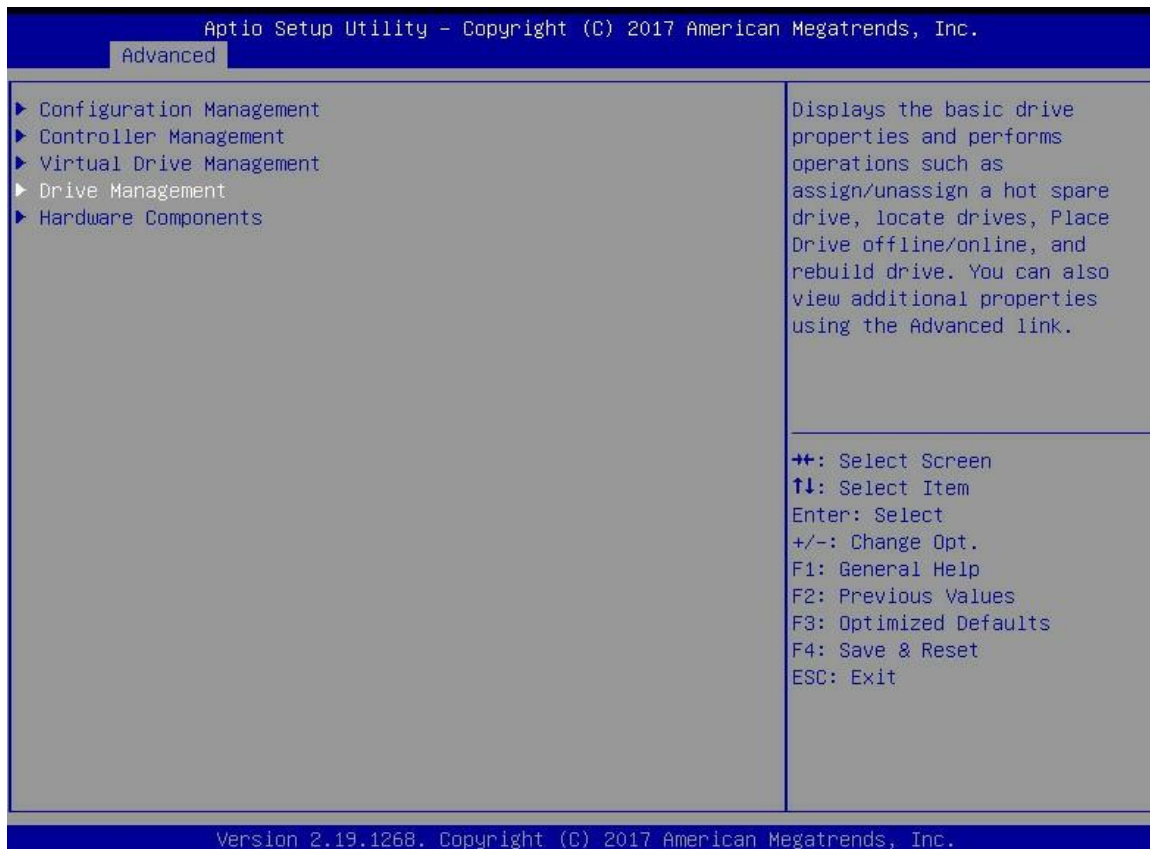 Aptio Setup Utility – Copyright (C) 2017 American Megatrends, Inc.
Advanced
▶ Configuration Management
▶ Controller Management
▶ Virtual Drive Management
▶ Drive Management
▶ Hardware Components
Displays the basic drive
properties and performs
operations such as
assign/unassign a hot spare
drive, locate drives, Place
Drive offline/online, and
rebuild drive. You can also
view additional properties
using the Advanced link.
→←: Select Screen
↑↓: Select Item
Enter: Select
+/-: Change Opt.
F1: General Help
F2: Previous Values
F3: Optimized Defaults
F4: Save & Reset
ESC: Exit
Version 2.19.1268. Copyright (C) 2017 American Megatrends, Inc.